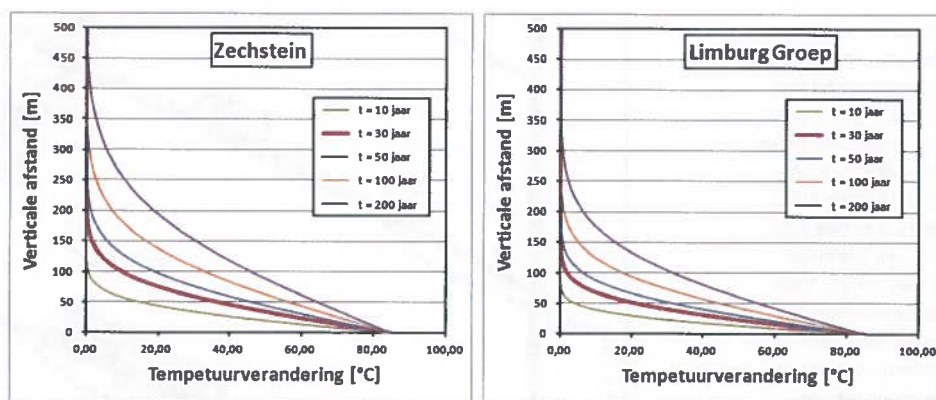 Zechstein
500
450
400
350
300
250
200
150
100
50
0
Verticale afstand [m]
t = 10 jaar
t = 30 jaar
t = 50 jaar
t = 100 jaar
t = 200 jaar
0,00 20,00 40,00 60,00 80,00 100,00
Tempetuurverandering [°C]
Limburg Groep
500
450
400
350
300
250
200
150
100
50
0
Verticale afstand [m]
t = 10 jaar
t = 30 jaar
t = 50 jaar
t = 100 jaar
t = 200 jaar
0,00 20,00 40,00 60,00 80,00 100,00
Tempetuurverandering [°C]